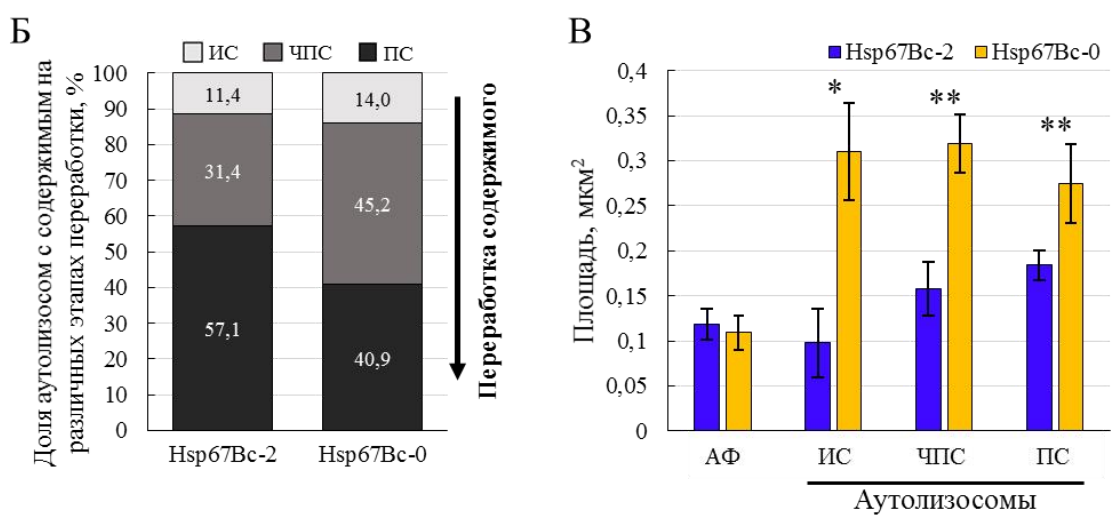 Б
ИС ЧПС ПС
Доля аутолизосом с содержимым на
различных этапах переработки, %
100
90
80
70
60
50
40
30
20
10
0
11,4
31,4
57,1
14,0
45,2
40,9
Hsp67Bc-2 Hsp67Bc-0
Переработка содержимого
В
Hsp67Bc-2 Hsp67Bc-0
Площадь, мкм²
0,4
0,35
0,3
0,25
0,2
0,15
0,1
0,05
0
* ** **
АФ ИС ЧПС ПС
Аутолизосомы